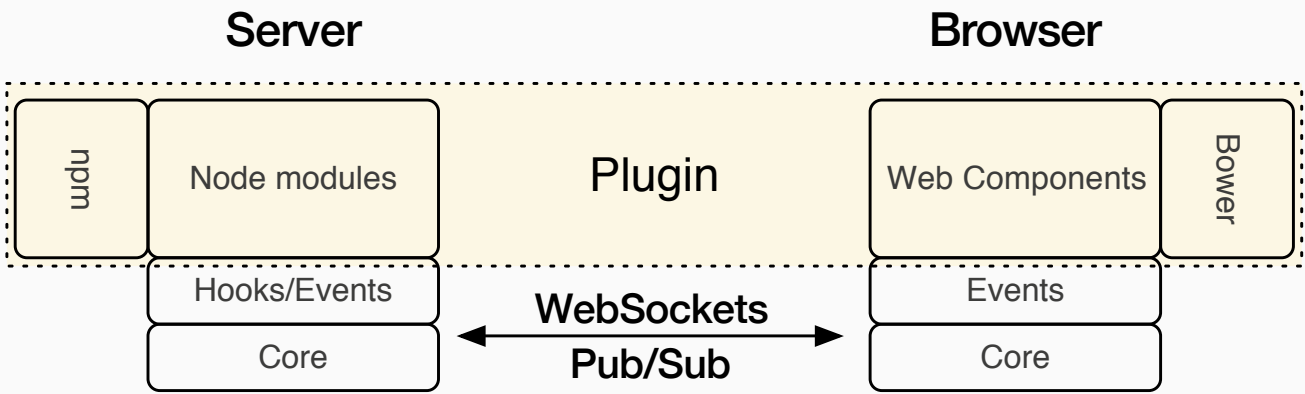 Server
Browser
npm
Node modules
Plugin
Web Components
Bower
Hooks/Events
WebSockets
Events
Core
Pub/Sub
Core